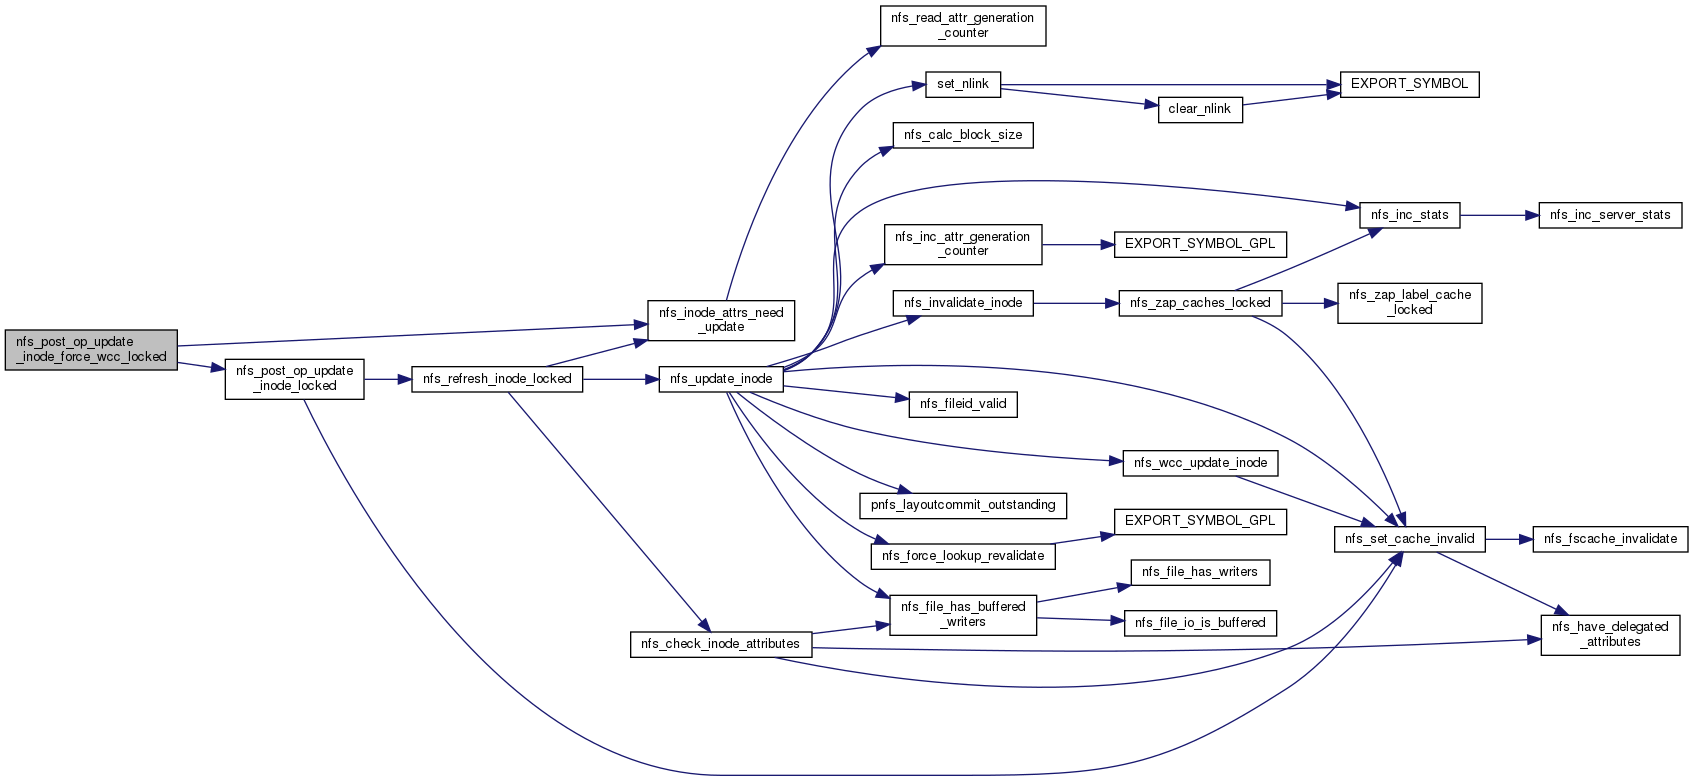 nfs_post_op_update
_inode_force_wcc_locked
nfs_post_op_update
_inode_locked
nfs_refresh_inode_locked
nfs_inode_attrs_need
_update
nfs_update_inode
nfs_check_inode_attributes
nfs_read_attr_generation
_counter
set_nlink
nfs_calc_block_size
nfs_inc_attr_generation
_counter
nfs_invalidate_inode
nfs_fileid_valid
pnfs_layoutcommit_outstanding
nfs_force_lookup_revalidate
nfs_file_has_buffered
_writers
clear_nlink
EXPORT_SYMBOL_GPL
nfs_zap_caches_locked
nfs_wcc_update_inode
EXPORT_SYMBOL_GPL
nfs_file_has_writers
nfs_file_io_is_buffered
EXPORT_SYMBOL
nfs_inc_stats
nfs_zap_label_cache
_locked
nfs_set_cache_invalid
nfs_inc_server_stats
nfs_fscache_invalidate
nfs_have_delegated
_attributes